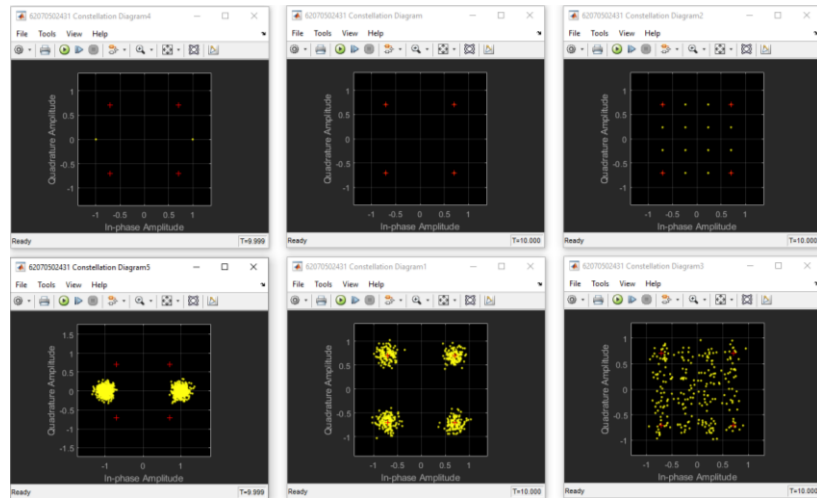 62070502431 Constellation Diagram4
File Tools View Help
Quadrature Amplitude
1
0.5
0
-0.5
-1
-1 -0.5 0 0.5 1
In-phase Amplitude
Ready T=9.999
62070502431 Constellation Diagram
File Tools View Help
Quadrature Amplitude
1
0.5
0
-0.5
-1
-1 -0.5 0 0.5 1
In-phase Amplitude
Ready T=10.000
62070502431 Constellation Diagram2
File Tools View Help
Quadrature Amplitude
1
0.5
0
-0.5
-1
-1 -0.5 0 0.5 1
In-phase Amplitude
Ready T=10.000
62070502431 Constellation Diagram5
File Tools View Help
Quadrature Amplitude
1.5
1
0.5
0
-0.5
-1
-1.5
-1 0 1
In-phase Amplitude
Ready T=9.999
62070502431 Constellation Diagram1
File Tools View Help
Quadrature Amplitude
1
0.5
0
-0.5
-1
-1 -0.5 0 0.5 1
In-phase Amplitude
Ready T=10.000
62070502431 Constellation Diagram3
File Tools View Help
Quadrature Amplitude
1
0.5
0
-0.5
-1
-1 -0.5 0 0.5 1
In-phase Amplitude
Ready T=10.000